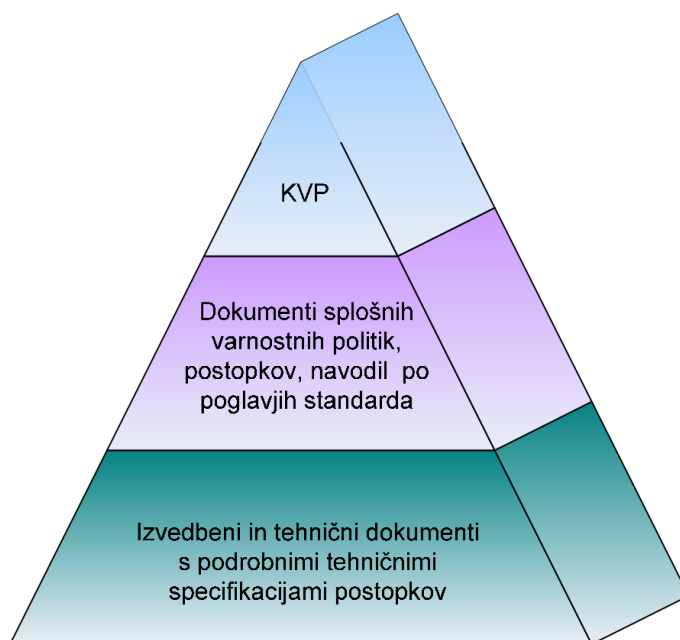 KVP
Dokumenti splošnih
varnostnih politik,
postopkov, navodil  po
poglavjih standarda
Izvedbeni in tehnični dokumenti
s podrobnimi tehničnimi
specifikacijami postopkov